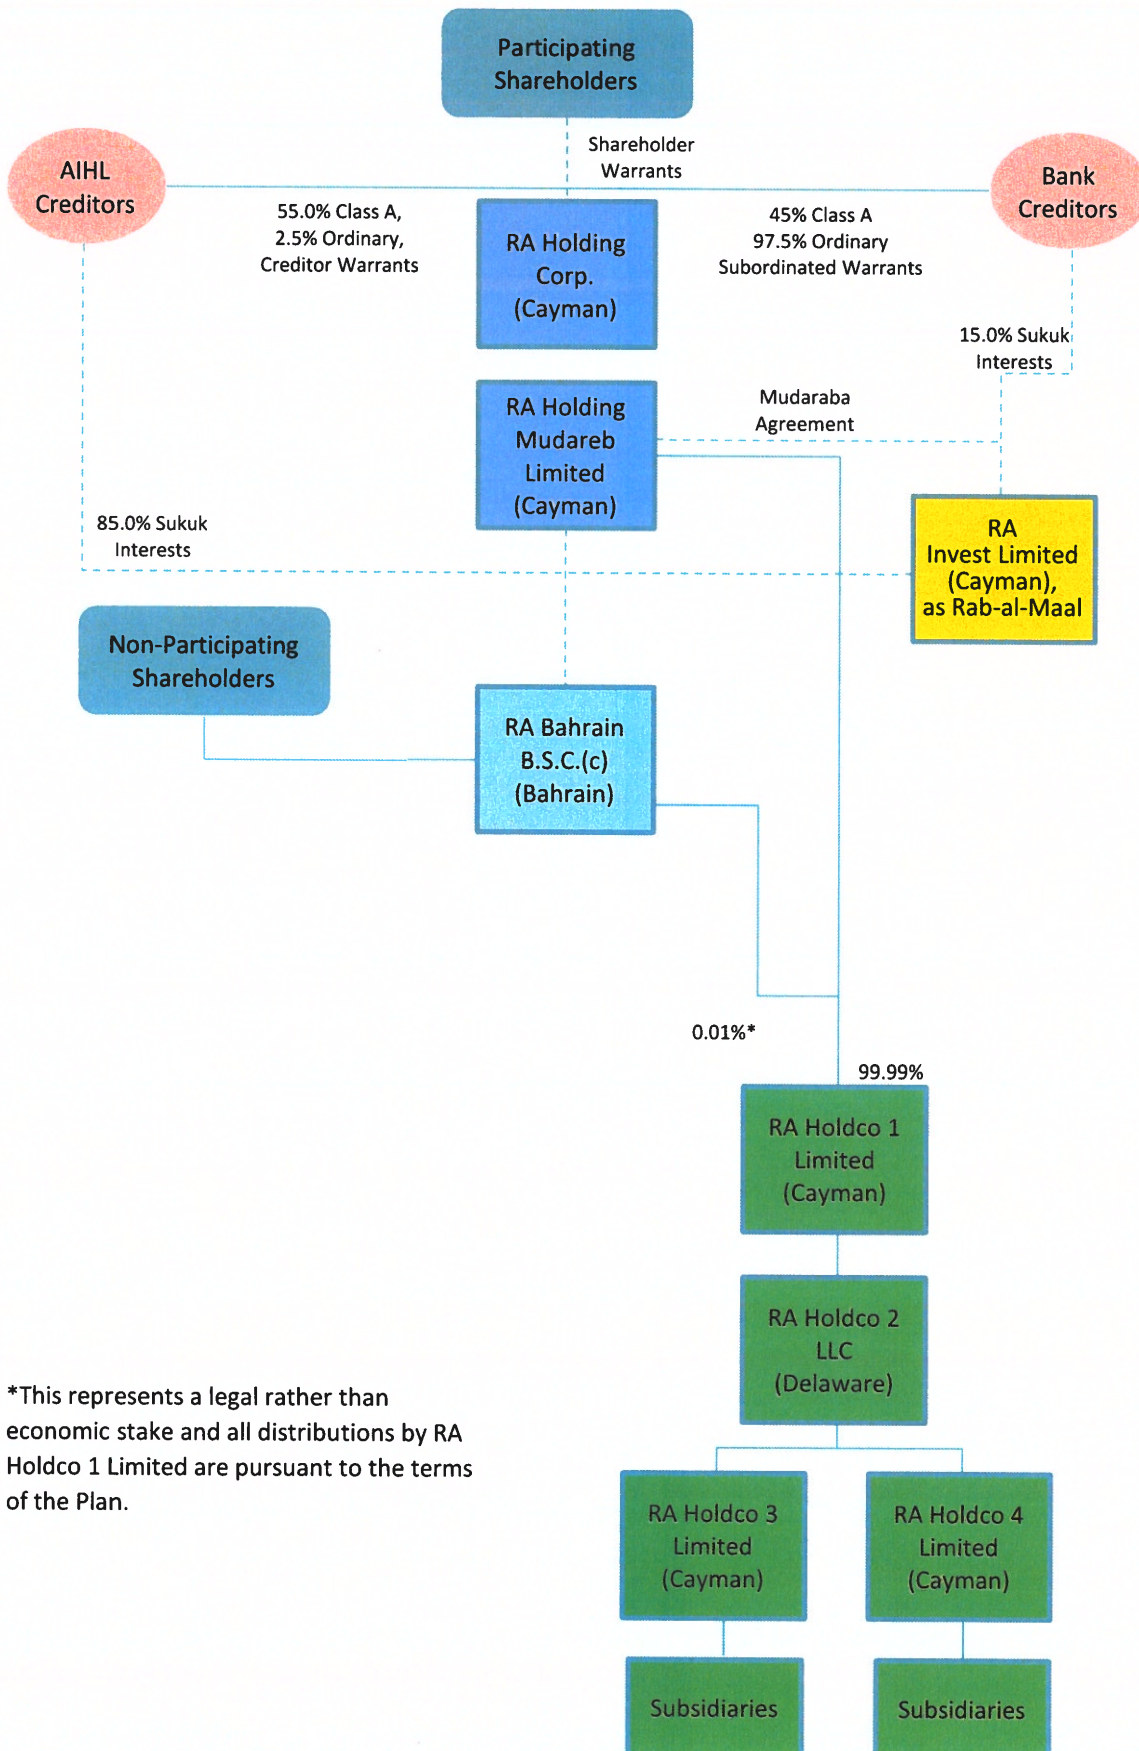 Participating
Shareholders
Shareholder
Warrants
AIHL
Creditors
Bank
Creditors
55.0% Class A,
2.5% Ordinary,
Creditor Warrants
RA Holding
Corp.
(Cayman)
45% Class A
97.5% Ordinary
Subordinated Warrants
15.0% Sukuk
Interests
RA Holding
Mudareb
Limited
(Cayman)
Mudaraba
Agreement
85.0% Sukuk
Interests
RA
Invest Limited
(Cayman),
as Rab-al-Maal
Non-Participating
Shareholders
RA Bahrain
B.S.C.(c)
(Bahrain)
0.01%*
99.99%
RA Holdco 1
Limited
(Cayman)
RA Holdco 2
LLC
(Delaware)
*This represents a legal rather than
economic stake and all distributions by RA
Holdco 1 Limited are pursuant to the terms
of the Plan.
RA Holdco 3
Limited
(Cayman)
RA Holdco 4
Limited
(Cayman)
Subsidiaries
Subsidiaries